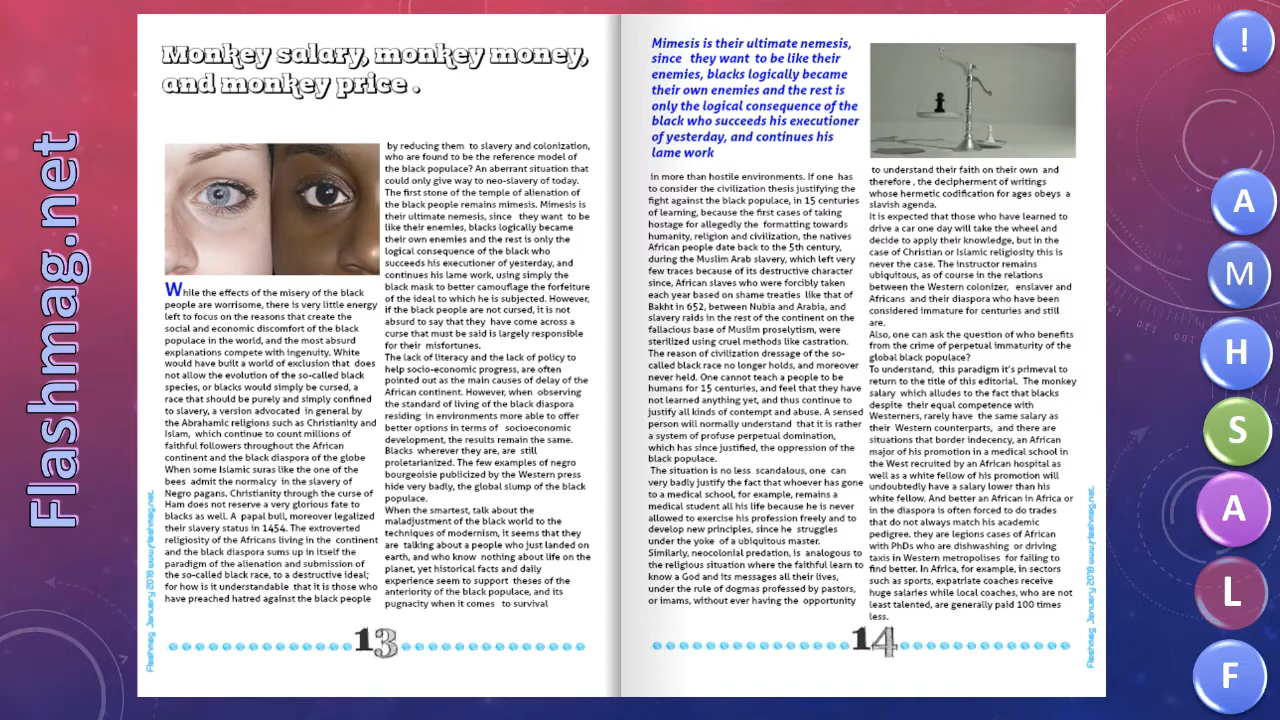 Flashmag.net
Monkey salary, monkey money,
and monkey price .
While the effects of the misery of the black
people are worrisome, there is very little energy
left to focus on the reasons that create the
social and economic discomfort of the black
populace in the world, and the most absurd
explanations compete with ingenuity. White
would have built a world of exclusion that does
not allow the evolution of the so-called black
species, or blacks would simply be cursed, a
race that should be purely and simply confined
to slavery, a version advocated in general by
the Abrahamic religions such as Christianity and
Islam, which continue to count millions of
faithful followers throughout the African
continent and the black diaspora of the globe
When some Islamic suras like the one of the
bees admit the normalcy in the slavery of
Negro pagans. Christianity through the curse of
Ham does not reserve a very glorious fate to
blacks as well. A papal bull, moreover legalized
their slavery status in 1454. The extroverted
religiosity of the Africans living in the continent
and the black diaspora sums up in itself the
paradigm of the alienation and submission of
the so-called black race, to a destructive ideal;
for how is it understandable that it is those who
have preached hatred against the black people
by reducing them to slavery and colonization,
who are found to be the reference model of
the black populace? An aberrant situation that
could only give way to neo-slavery of today.
The first stone of the temple of alienation of
the black people remains mimesis. Mimesis is
their ultimate nemesis, since they want to be
like their enemies, blacks logically became
their own enemies and the rest is only the
logical consequence of the black who
succeeds his executioner of yesterday, and
continues his lame work, using simply the
black mask to better camouflage the forfeiture
of the ideal to which he is subjected. However,
if the black people are not cursed, it is not
absurd to say that they have come across a
curse that must be said is largely responsible
for their misfortunes.
The lack of literacy and the lack of policy to
help socio-economic progress, are often
pointed out as the main causes of delay of the
African continent. However, when observing
the standard of living of the black diaspora
residing in environments more able to offer
better options in terms of socioeconomic
development, the results remain the same.
Blacks wherever they are, are still
proletarianized. The few examples of negro
bourgeoisie publicized by the Western press
hide very badly, the global slump of the black
populace.
When the smartest, talk about the
maladjustment of the black world to the
techniques of modernism, it seems that they
are talking about a people who just landed on
earth, and who know nothing about life on the
planet, yet historical facts and daily
experience seem to support theses of the
anteriority of the black populace, and its
pugnacity when it comes to survival
Flashmag January 2018 www.flashmag.net
13
Mimesis is their ultimate nemesis,
since they want to be like their
enemies, blacks logically became
their own enemies and the rest is
only the logical consequence of the
black who succeeds his executioner
of yesterday, and continues his
lame work
in more than hostile environments. If one has
to consider the civilization thesis justifying the
fight against the black populace, in 15 centuries
of learning, because the first cases of taking
hostage for allegedly the formatting towards
humanity, religion and civilization, the natives
African people date back to the 5th century,
during the Muslim Arab slavery, which left very
few traces because of its destructive character
since, African slaves who were forcibly taken
each year based on shame treaties like that of
Bakht in 652, between Nubia and Arabia, and
slavery raids in the rest of the continent on the
fallacious base of Muslim proselytism, were
sterilized using cruel methods like castration.
The reason of civilization dressage of the so-
called black race no longer holds, and moreover
never held. One cannot teach a people to be
humans for 15 centuries, and feel that they have
not learned anything yet, and thus continue to
justify all kinds of contempt and abuse. A sensed
person will normally understand that it is rather
a system of profuse perpetual domination,
which has since justified, the oppression of the
black populace.
The situation is no less scandalous, one can
very badly justify the fact that whoever has gone
to a medical school, for example, remains a
medical student all his life because he is never
allowed to exercise his profession freely and to
develop new principles, since he struggles
under the yoke of a ubiquitous master.
Similarly, neocolonial predation, is analogous to
the religious situation where the faithful learn to
know a God and its messages all their lives,
under the rule of dogmas professed by pastors,
or imams, without ever having the opportunity
to understand their faith on their own and
therefore , the decipherment of writings
whose hermetic codification for ages obeys a
slavish agenda.
It is expected that those who have learned to
drive a car one day will take the wheel and
decide to apply their knowledge, but in the
case of Christian or Islamic religiosity this is
never the case. The instructor remains
ubiquitous, as of course in the relations
between the Western colonizer, enslaver and
Africans and their diaspora who have been
considered immature for centuries and still
are.
Also, one can ask the question of who benefits
from the crime of perpetual immaturity of the
global black populace?
To understand, this paradigm it's primeval to
return to the title of this editorial. The monkey
salary which alludes to the fact that blacks
despite their equal competence with
Westerners, rarely have the same salary as
their Western counterparts, and there are
situations that border indecency, an African
major of his promotion in a medical school in
the West recruited by an African hospital as
well as a white fellow of his promotion will
undoubtedly have a salary lower than his
white fellow. And better an African in Africa or
in the diaspora is often forced to do trades
that do not always match his academic
pedigree. they are legions cases of African
with PhDs who are dishwashing or driving
taxis in Western metropolises for failing to
find better. In Africa, for example, in sectors
such as sports, expatriate coaches receive
huge salaries while local coaches, who are not
least talented, are generally paid 100 times
less.
14
Flashmag January 2018 www.flashmag.net
!
A
M
H
S
A
L
F